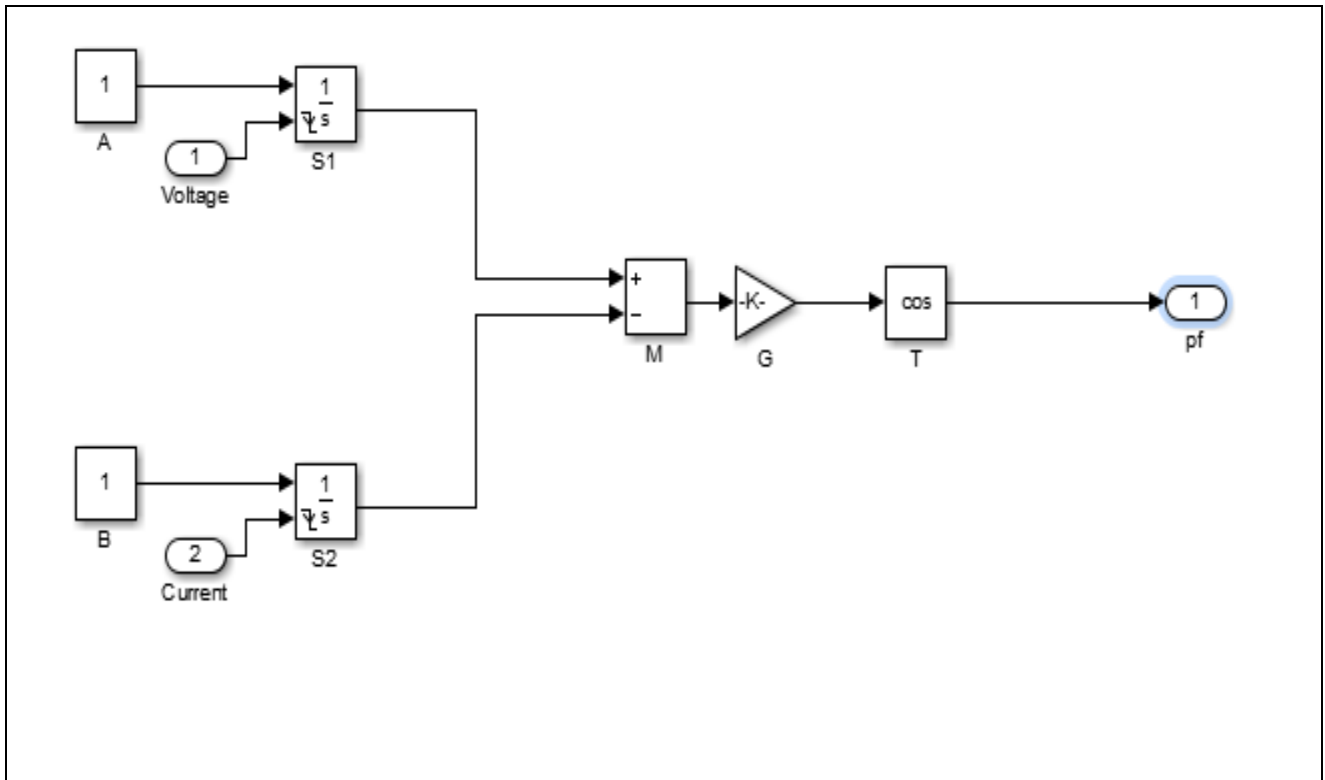 1
A
1
s
S1
1
Voltage
+
−
M
-K-
G
cos
T
1
pf
1
B
1
s
S2
2
Current